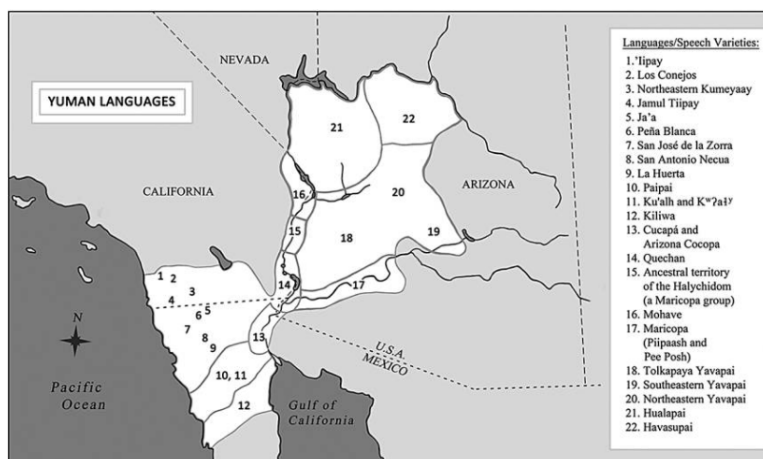 NEVADA
YUMAN LANGUAGES
21
22
CALIFORNIA
16
20
ARIZONA
15
18
19
14
17
1
2
3
4
5
6
7
8
9
13
10, 11
12
N
U.S.A.
MEXICO
Pacific
Ocean
Gulf of
California
Languages/Speech Varieties:
1.'Iipay
2. Los Conejos
3. Northeastern Kumeyaay
4. Jamul Tiipay
5. Ja'a
6. Peña Blanca
7. San José de la Zorra
8. San Antonio Necua
9. La Huerta
10. Paipai
11. Ku'alh and Kʷʔaɬʸ
12. Kiliwa
13. Cucapá and
Arizona Cocopa
14. Quechan
15. Ancestral territory
of the Halychidom
(a Maricopa group)
16. Mohave
17. Maricopa
(Piipaash and
Pee Posh)
18. Tolkapaya Yavapai
19. Southeastern Yavapai
20. Northeastern Yavapai
21. Hualapai
22. Havasupai